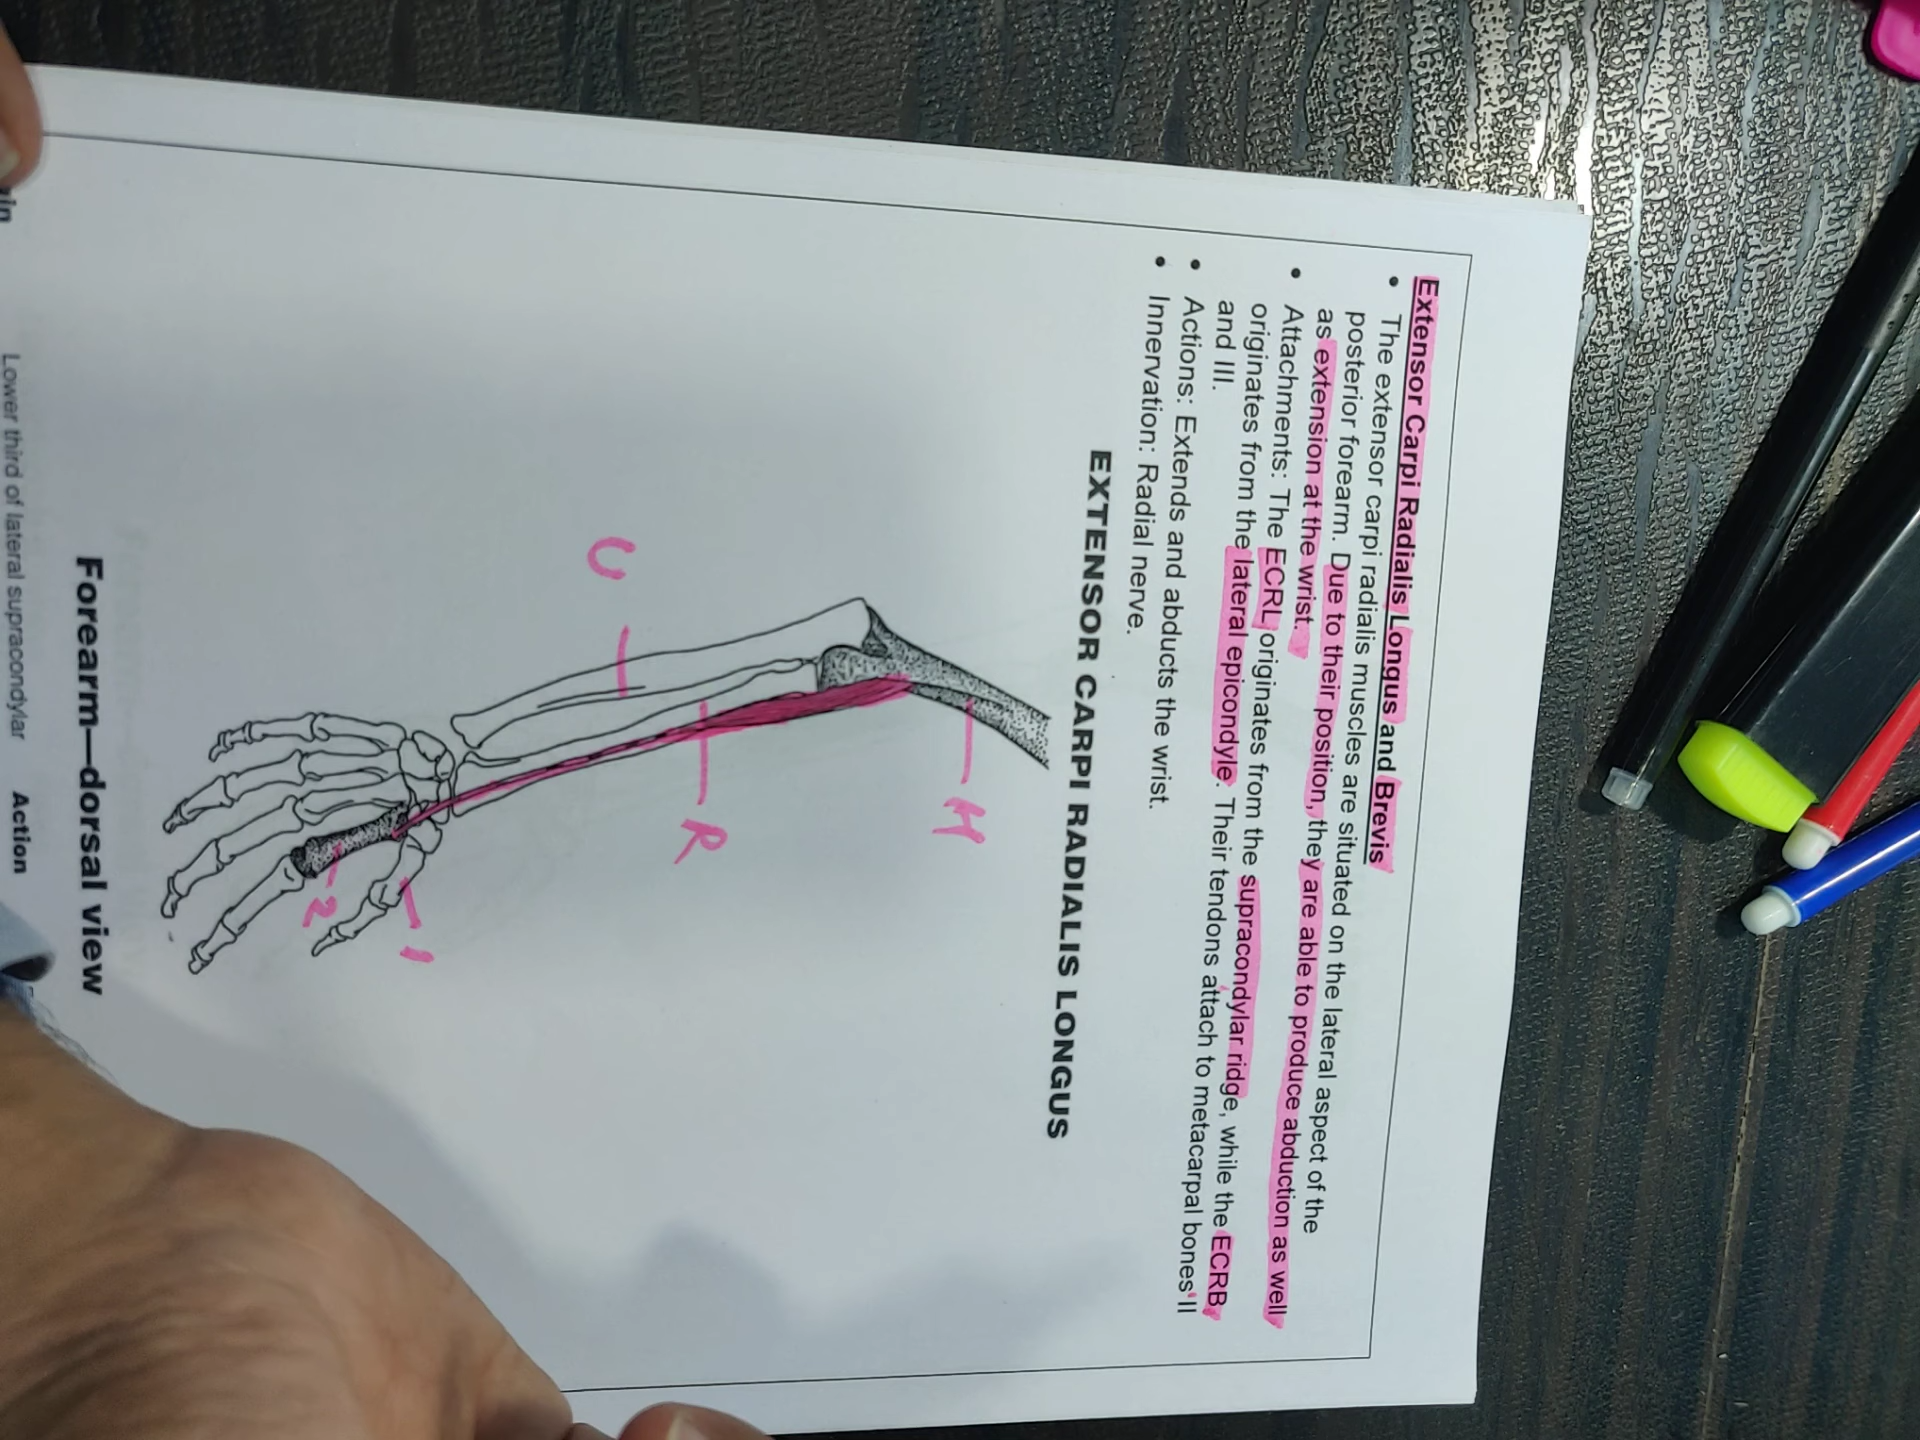 Extensor Carpi Radialis Longus and Brevis
• The extensor carpi radialis muscles are situated on the lateral aspect of the
posterior forearm. Due to their position, they are able to produce abduction as well
as extension at the wrist.
• Attachments: The ECRL originates from the supracondylar ridge, while the ECRB
originates from the lateral epicondyle. Their tendons attach to metacarpal bones II
and III.
• Actions: Extends and abducts the wrist.
• Innervation: Radial nerve.
EXTENSOR CARPI RADIALIS LONGUS
H
R
U
1
2
Forearm—dorsal view
Lower third of lateral supracondylar
Action